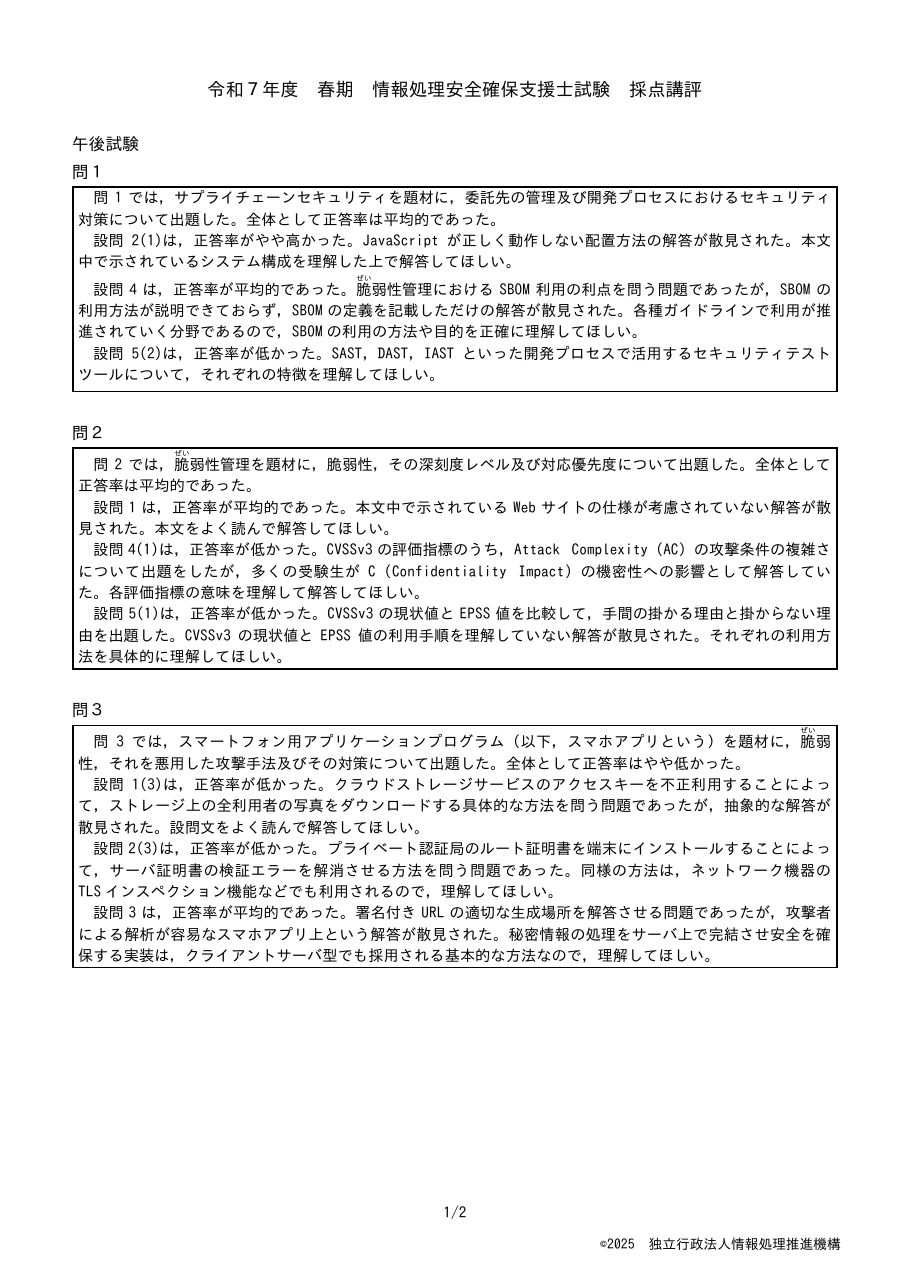 令和７年度　春期　情報処理安全確保支援士試験　採点講評
午後試験
問１
問 1 では，サプライチェーンセキュリティを題材に，委託先の管理及び開発プロセスにおけるセキュリティ
対策について出題した。全体として正答率は平均的であった。
設問 2(1)は，正答率がやや高かった。JavaScript が正しく動作しない配置方法の解答が散見された。本文
中で示されているシステム構成を理解した上で解答してほしい。
ぜい
設問 4 は，正答率が平均的であった。脆弱性管理における SBOM 利用の利点を問う問題であったが，SBOM の
利用方法が説明できておらず，SBOM の定義を記載しただけの解答が散見された。各種ガイドラインで利用が推
進されていく分野であるので，SBOM の利用の方法や目的を正確に理解してほしい。
設問 5(2)は，正答率が低かった。SAST，DAST，IAST といった開発プロセスで活用するセキュリティテスト
ツールについて，それぞれの特徴を理解してほしい。
問２
ぜい
問 2 では，脆弱性管理を題材に，脆弱性，その深刻度レベル及び対応優先度について出題した。全体として
正答率は平均的であった。
設問 1 は，正答率が平均的であった。本文中で示されている Web サイトの仕様が考慮されていない解答が散
見された。本文をよく読んで解答してほしい。
設問 4(1)は，正答率が低かった。CVSSv3 の評価指標のうち，Attack Complexity（AC）の攻撃条件の複雑さ
について出題をしたが，多くの受験生が C（Confidentiality Impact）の機密性への影響として解答してい
た。各評価指標の意味を理解して解答してほしい。
設問 5(1)は，正答率が低かった。CVSSv3 の現状値と EPSS 値を比較して，手間の掛かる理由と掛からない理
由を出題した。CVSSv3 の現状値と EPSS 値の利用手順を理解していない解答が散見された。それぞれの利用方
法を具体的に理解してほしい。
問３
ぜい
問 3 では，スマートフォン用アプリケーションプログラム（以下，スマホアプリという）を題材に，脆弱
性，それを悪用した攻撃手法及びその対策について出題した。全体として正答率はやや低かった。
設問 1(3)は，正答率が低かった。クラウドストレージサービスのアクセスキーを不正利用することによっ
て，ストレージ上の全利用者の写真をダウンロードする具体的な方法を問う問題であったが，抽象的な解答が
散見された。設問文をよく読んで解答してほしい。
設問 2(3)は，正答率が低かった。プライベート認証局のルート証明書を端末にインストールすることによっ
て，サーバ証明書の検証エラーを解消させる方法を問う問題であった。同様の方法は，ネットワーク機器の
TLS インスペクション機能などでも利用されるので，理解してほしい。
設問 3 は，正答率が平均的であった。署名付き URL の適切な生成場所を解答させる問題であったが，攻撃者
による解析が容易なスマホアプリ上という解答が散見された。秘密情報の処理をサーバ上で完結させ安全を確
保する実装は，クライアントサーバ型でも採用される基本的な方法なので，理解してほしい。
1/2
©2025　独立行政法人情報処理推進機構